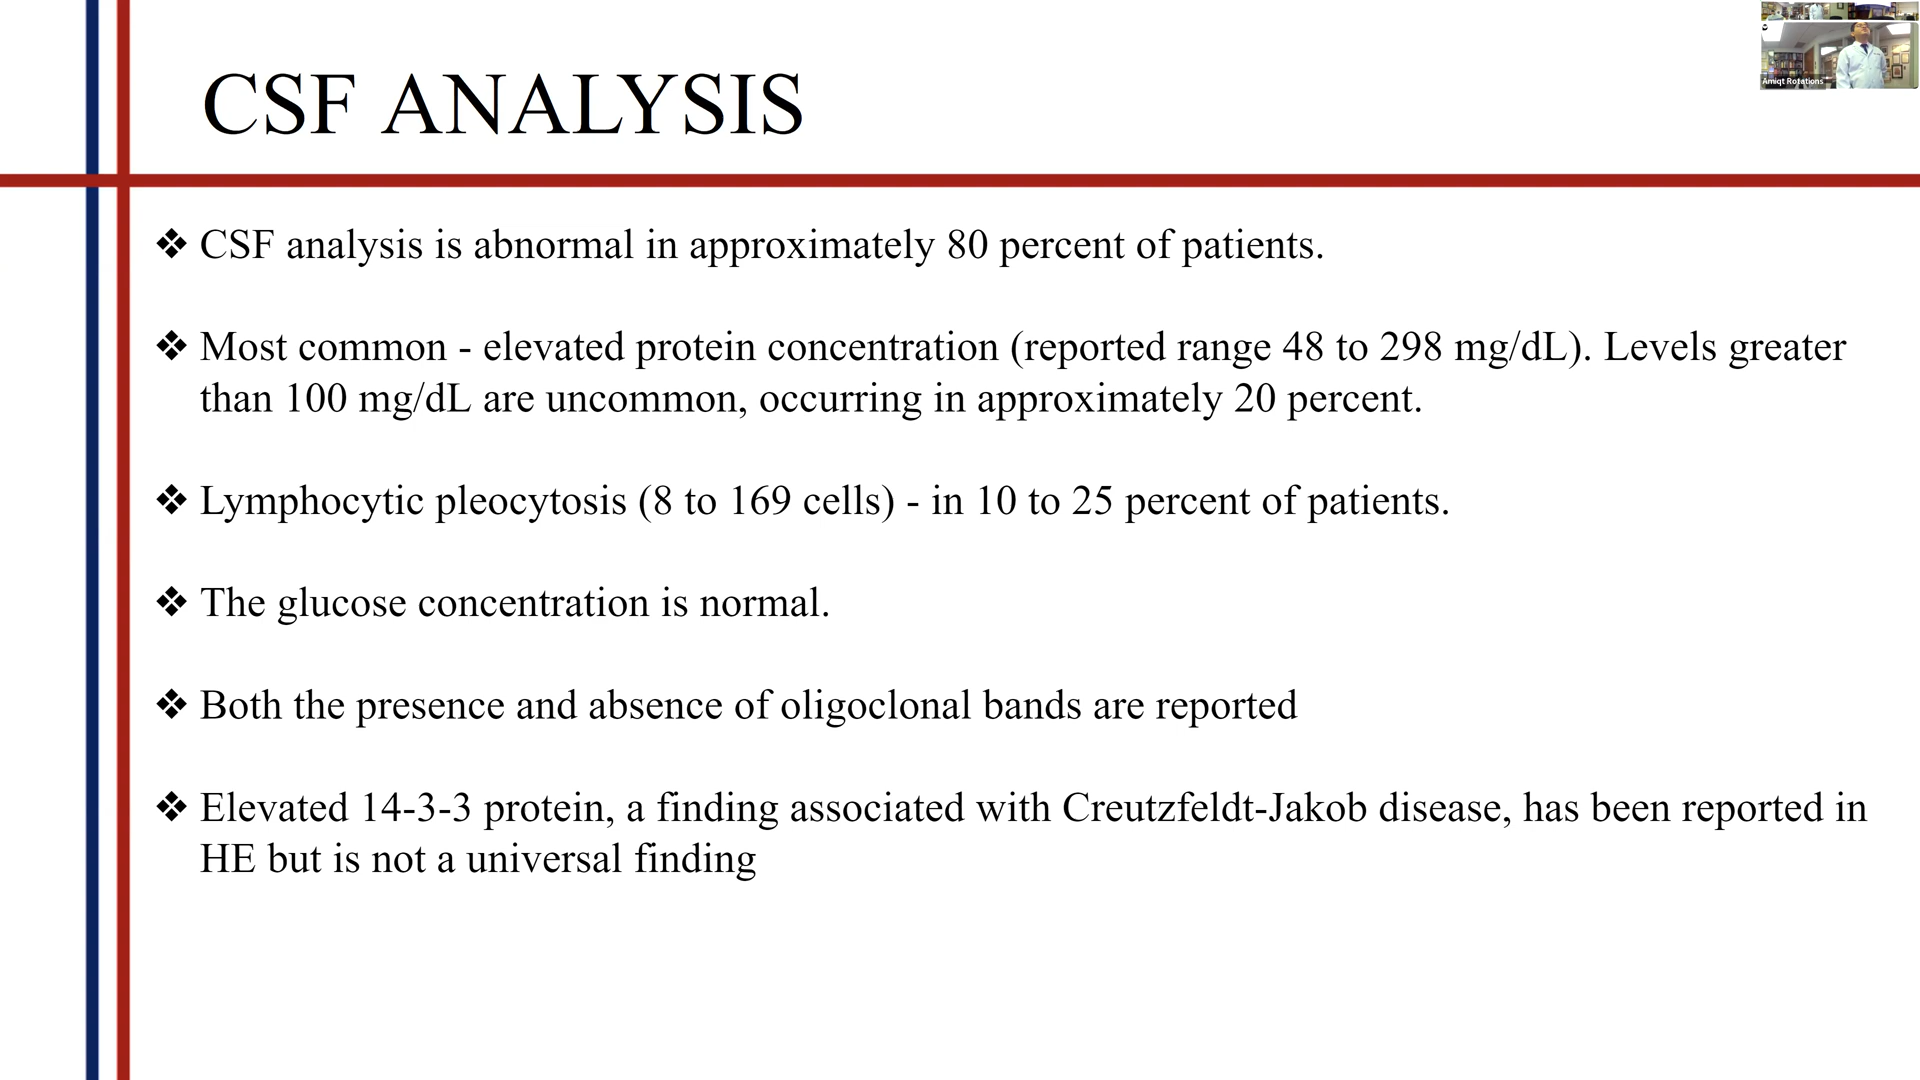 CSF ANALYSIS
Amiqt Rotations
❖ CSF analysis is abnormal in approximately 80 percent of patients.
❖ Most common - elevated protein concentration (reported range 48 to 298 mg/dL). Levels greater
than 100 mg/dL are uncommon, occurring in approximately 20 percent.
❖ Lymphocytic pleocytosis (8 to 169 cells) - in 10 to 25 percent of patients.
❖ The glucose concentration is normal.
❖ Both the presence and absence of oligoclonal bands are reported
❖ Elevated 14-3-3 protein, a finding associated with Creutzfeldt-Jakob disease, has been reported in
HE but is not a universal finding